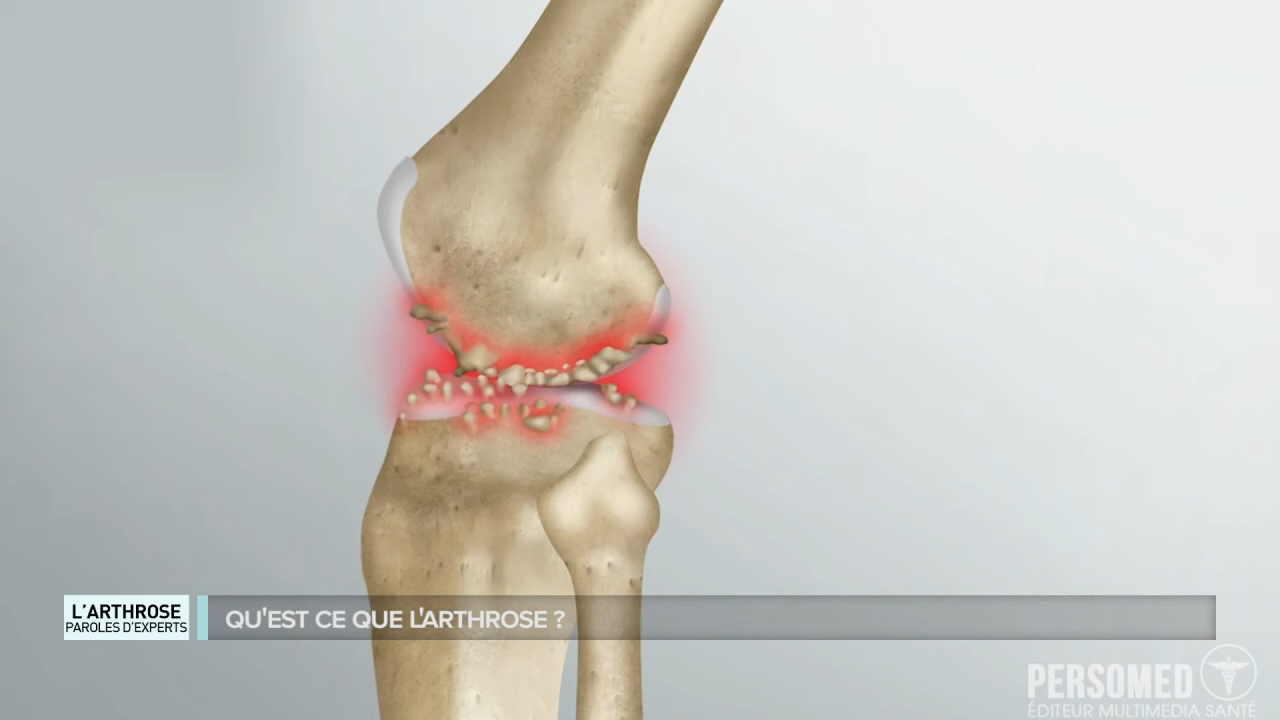 L'ARTHROSE
PAROLES D'EXPERTS
QU'EST CE QUE L'ARTHROSE ?
PERSOMED
ÉDITEUR MULTIMEDIA SANTÉ